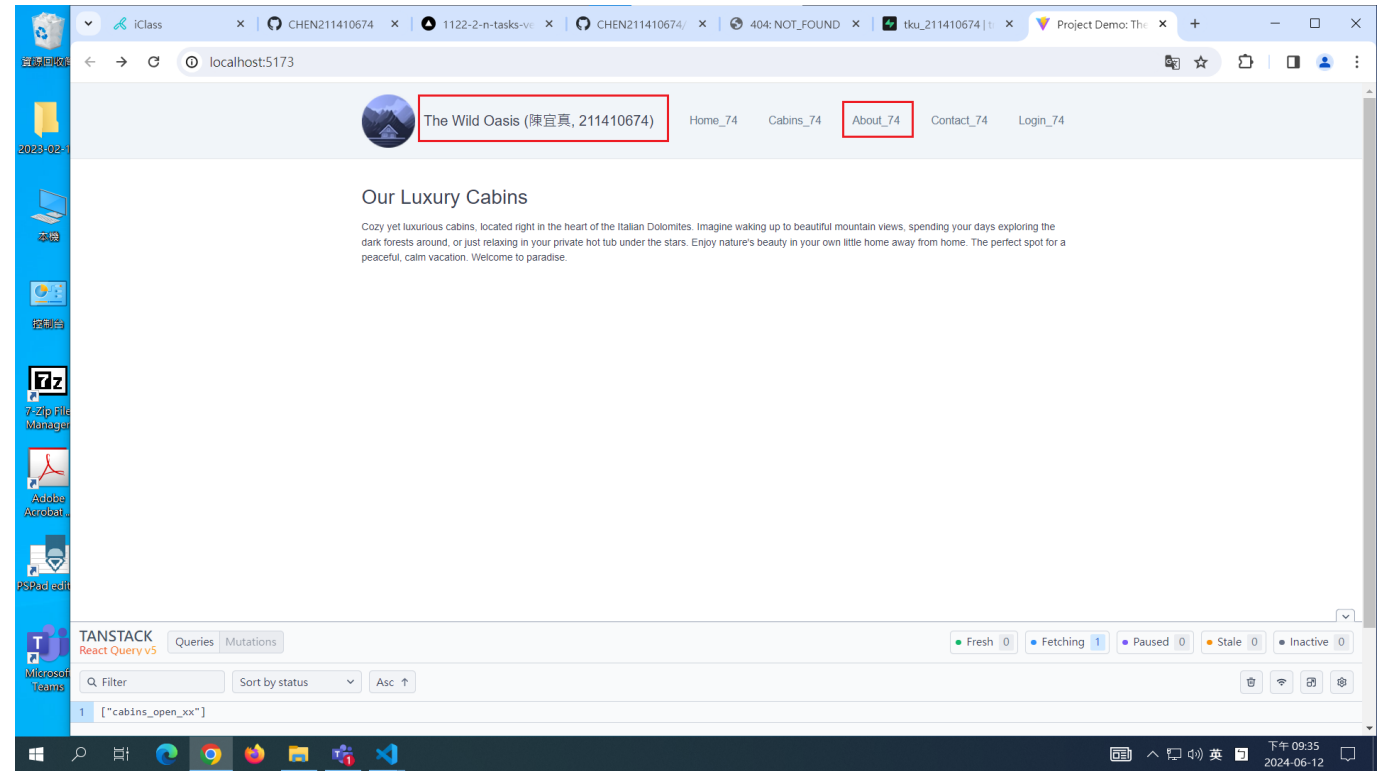 iClass
CHEN211410674
1122-2-n-tasks-ve
CHEN211410674/
404: NOT_FOUND
tku_211410674 | t
Project Demo: The
資源回收
localhost:5173
The Wild Oasis (陳宜真, 211410674)
Home_74
Cabins_74
About_74
Contact_74
Login_74
2023-02-1
Our Luxury Cabins
Cozy yet luxurious cabins, located right in the heart of the Italian Dolomites. Imagine waking up to beautiful mountain views, spending your days exploring the
dark forests around, or just relaxing in your private hot tub under the stars. Enjoy nature's beauty in your own little home away from home. The perfect spot for a
peaceful, calm vacation. Welcome to paradise.
本機
控制台
7z
7-Zip File
Manager
Adobe
Acrobat ..
PSPad edit
T
Microsoft
Teams
TANSTACK
React Query v5
Queries
Mutations
Fresh 0
Fetching 1
Paused 0
Stale 0
Inactive 0
Filter
Sort by status
Asc ↑
1 ["cabins_open_xx"]
英
下午 09:35
2024-06-12